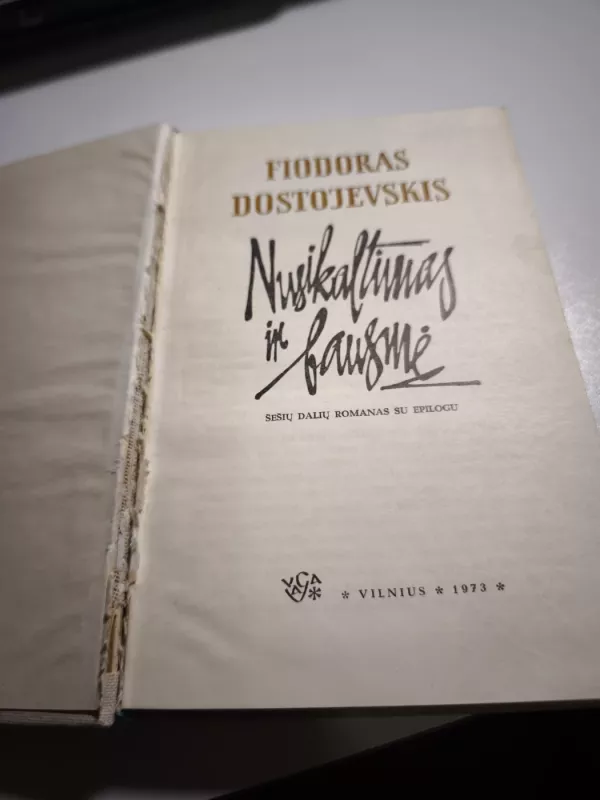 FIODORAS
DOSTOJEVSKIS
Nusikaltimas
ir
bausmė
ŠEŠIŲ DALIŲ ROMANAS SU EPILOGU
VAGA
* VILNIUS * 1973 *